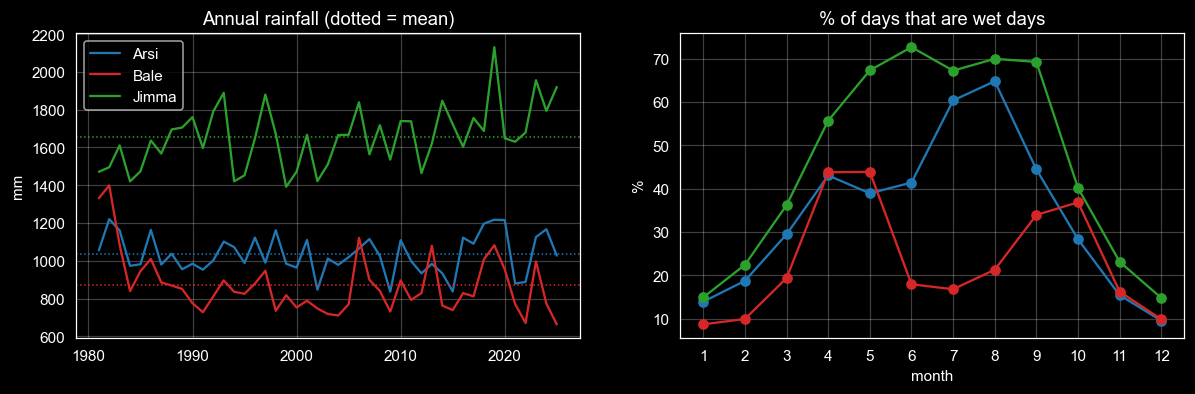 Annual rainfall (dotted = mean)
Arsi
Bale
Jimma
2200
2000
1800
1600
1400
1200
1000
800
600
mm
1980 1990 2000 2010 2020
% of days that are wet days
70
60
50
40
30
20
10
%
1 2 3 4 5 6 7 8 9 10 11 12
month